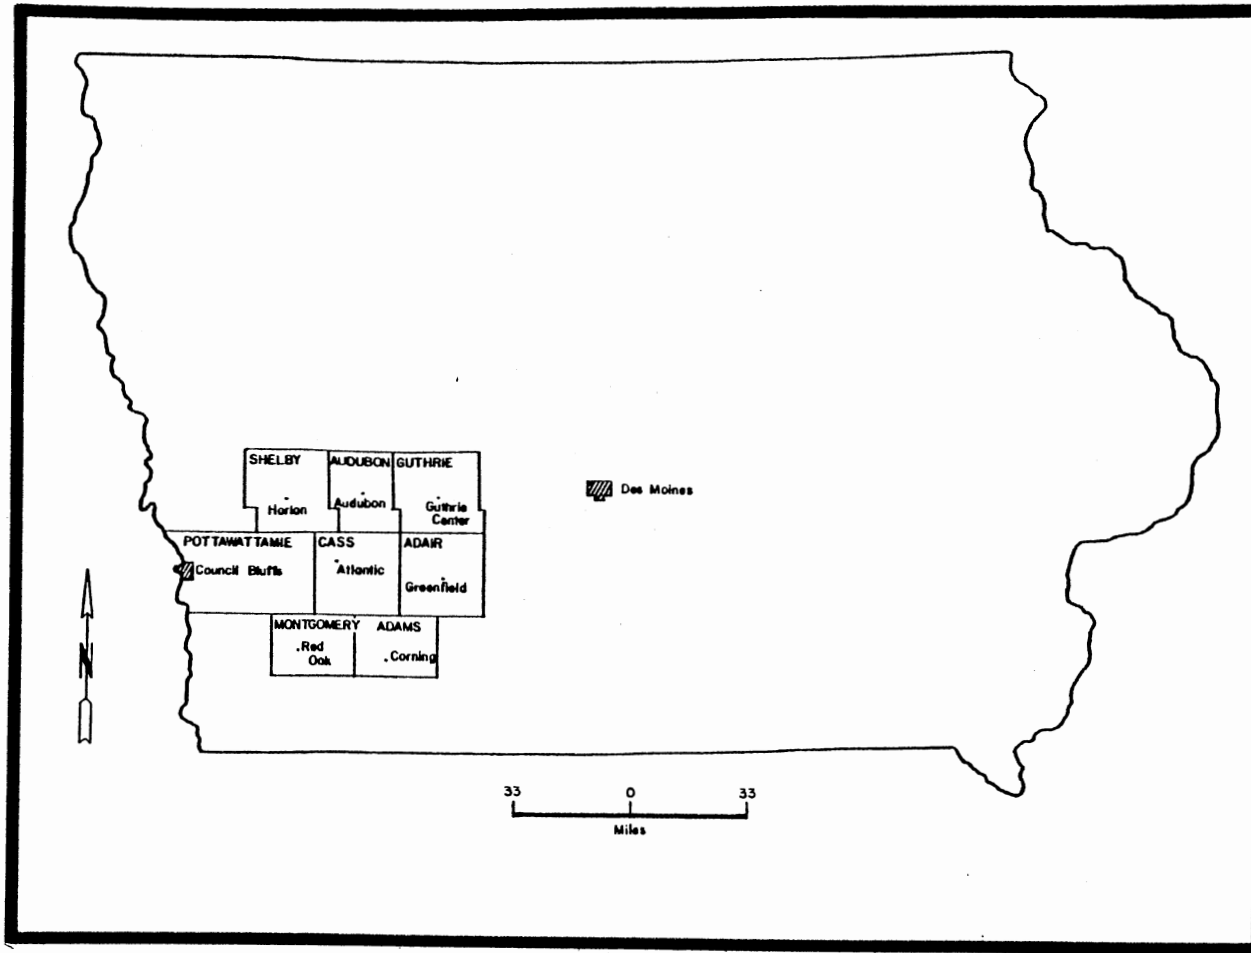 SHELBY
AUDUBON
GUTHRIE
Horlon
Audubon
Guthrie
Center
Des Moines
POTTAWATTAMIE
CASS
ADAIR
Council Bluffs
Atlantic
Greenfield
MONTGOMERY
ADAMS
Red
Oak
Corning
N
33
0
33
Miles